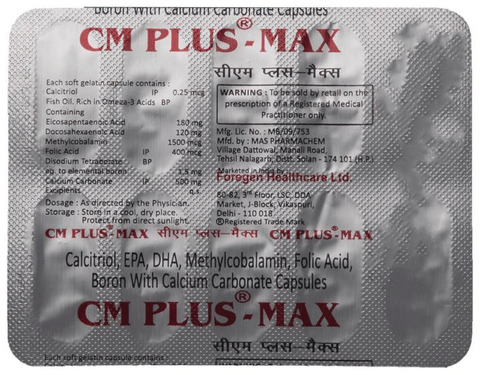 Boron With Calcium Carbonate Capsules
CM PLUS®-MAX
सीएम प्लस-मैक्स
Each soft gelatin capsule contains :
Calcitriol IP 0.25 mcg
Fish Oil, Rich in Omega-3 Acids BP
Containing
Eicosapentaenoic Acid 180 mg
Docosahexaenoic Acid 120 mg
Methylcobalamin 1500 mcg
Folic Acid IP 400 mcg
Disodium Tetraborate BP
eq. to elemental boron 1.5 mg
Calcium Carbonate IP 500 mg
Excipients q.s.
Dosage : As directed by the Physician.
Storage : Store in a cool, dry place.
Protect from direct sunlight.
WARNING : To be sold by retail on the
prescription of a Registered Medical
Practitioner only.
Mfg. Lic. No. : MB/09/753
Mfd. by : MAS PHARMACHEM
Village Dattowal, Manali Road,
Tehsil Nalagarh, Distt. Solan - 174 101 (H.P.)
Marketed in India by
Foregen Healthcare Ltd.
80-82, 3rd Floor, LSC, DDA
Market, J-Block, Vikaspuri,
Delhi - 110 018
®Registered Trade Mark
CM PLUS®-MAX सीएम प्लस-मैक्स CM PLUS®-MAX
Calcitriol, EPA, DHA, Methylcobalamin, Folic Acid,
Boron With Calcium Carbonate Capsules
CM PLUS®-MAX
सीएम प्लस-मैक्स
Each soft gelatin capsule contains :